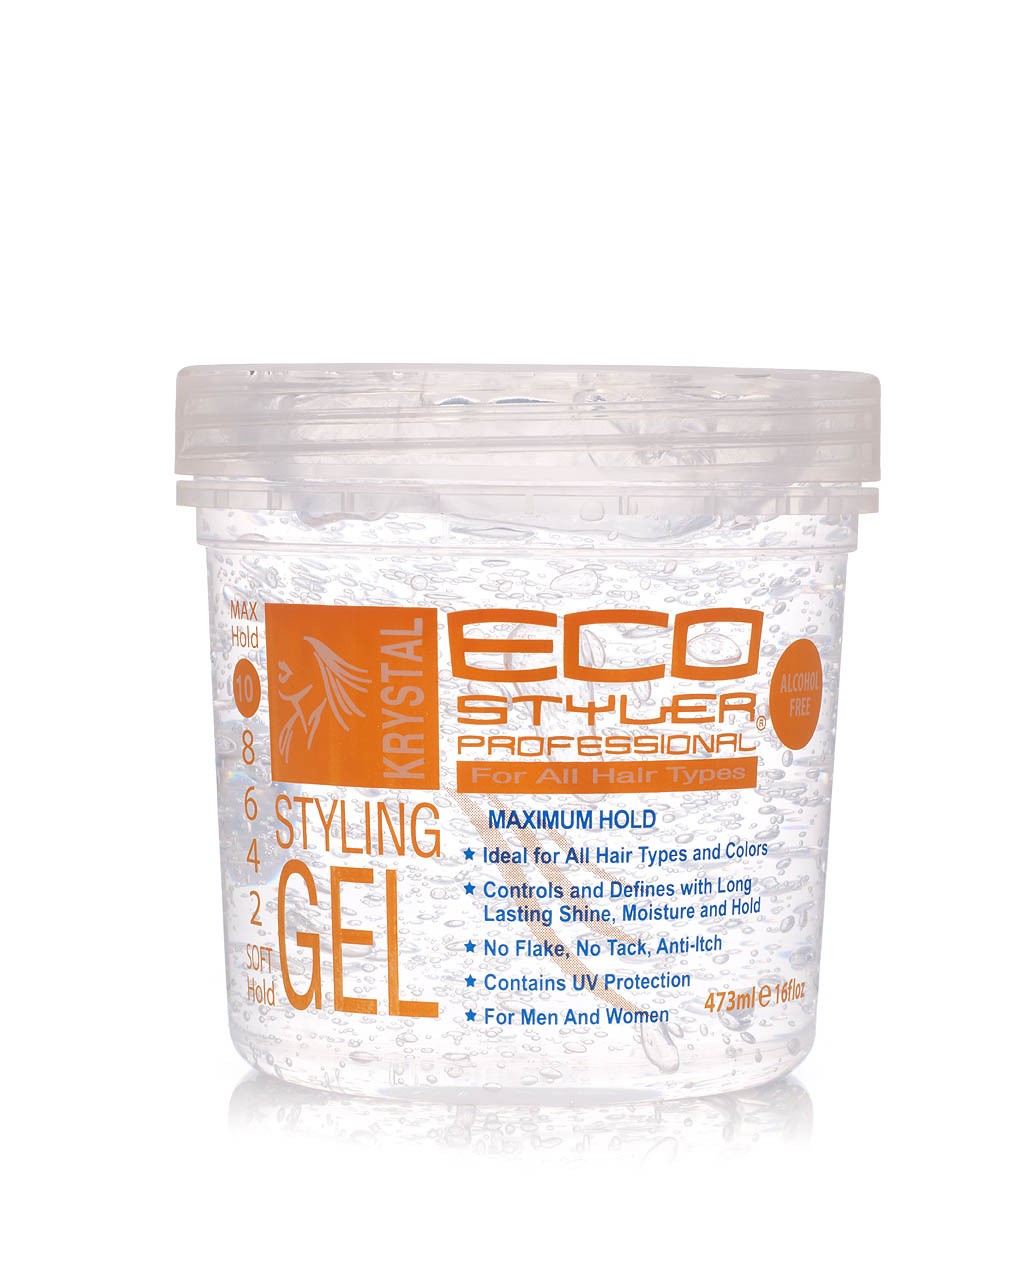 MAX
Hold
10
8
6
4
2
SOFT
Hold
KRYSTAL
STYLING
GEL
ECO
STYLER®
PROFESSIONAL
For All Hair Types
ALCOHOL
FREE
MAXIMUM HOLD
★ Ideal for All Hair Types and Colors
★ Controls and Defines with Long
Lasting Shine, Moisture and Hold
★ No Flake, No Tack, Anti-Itch
★ Contains UV Protection
★ For Men And Women
473ml ℮ 16floz